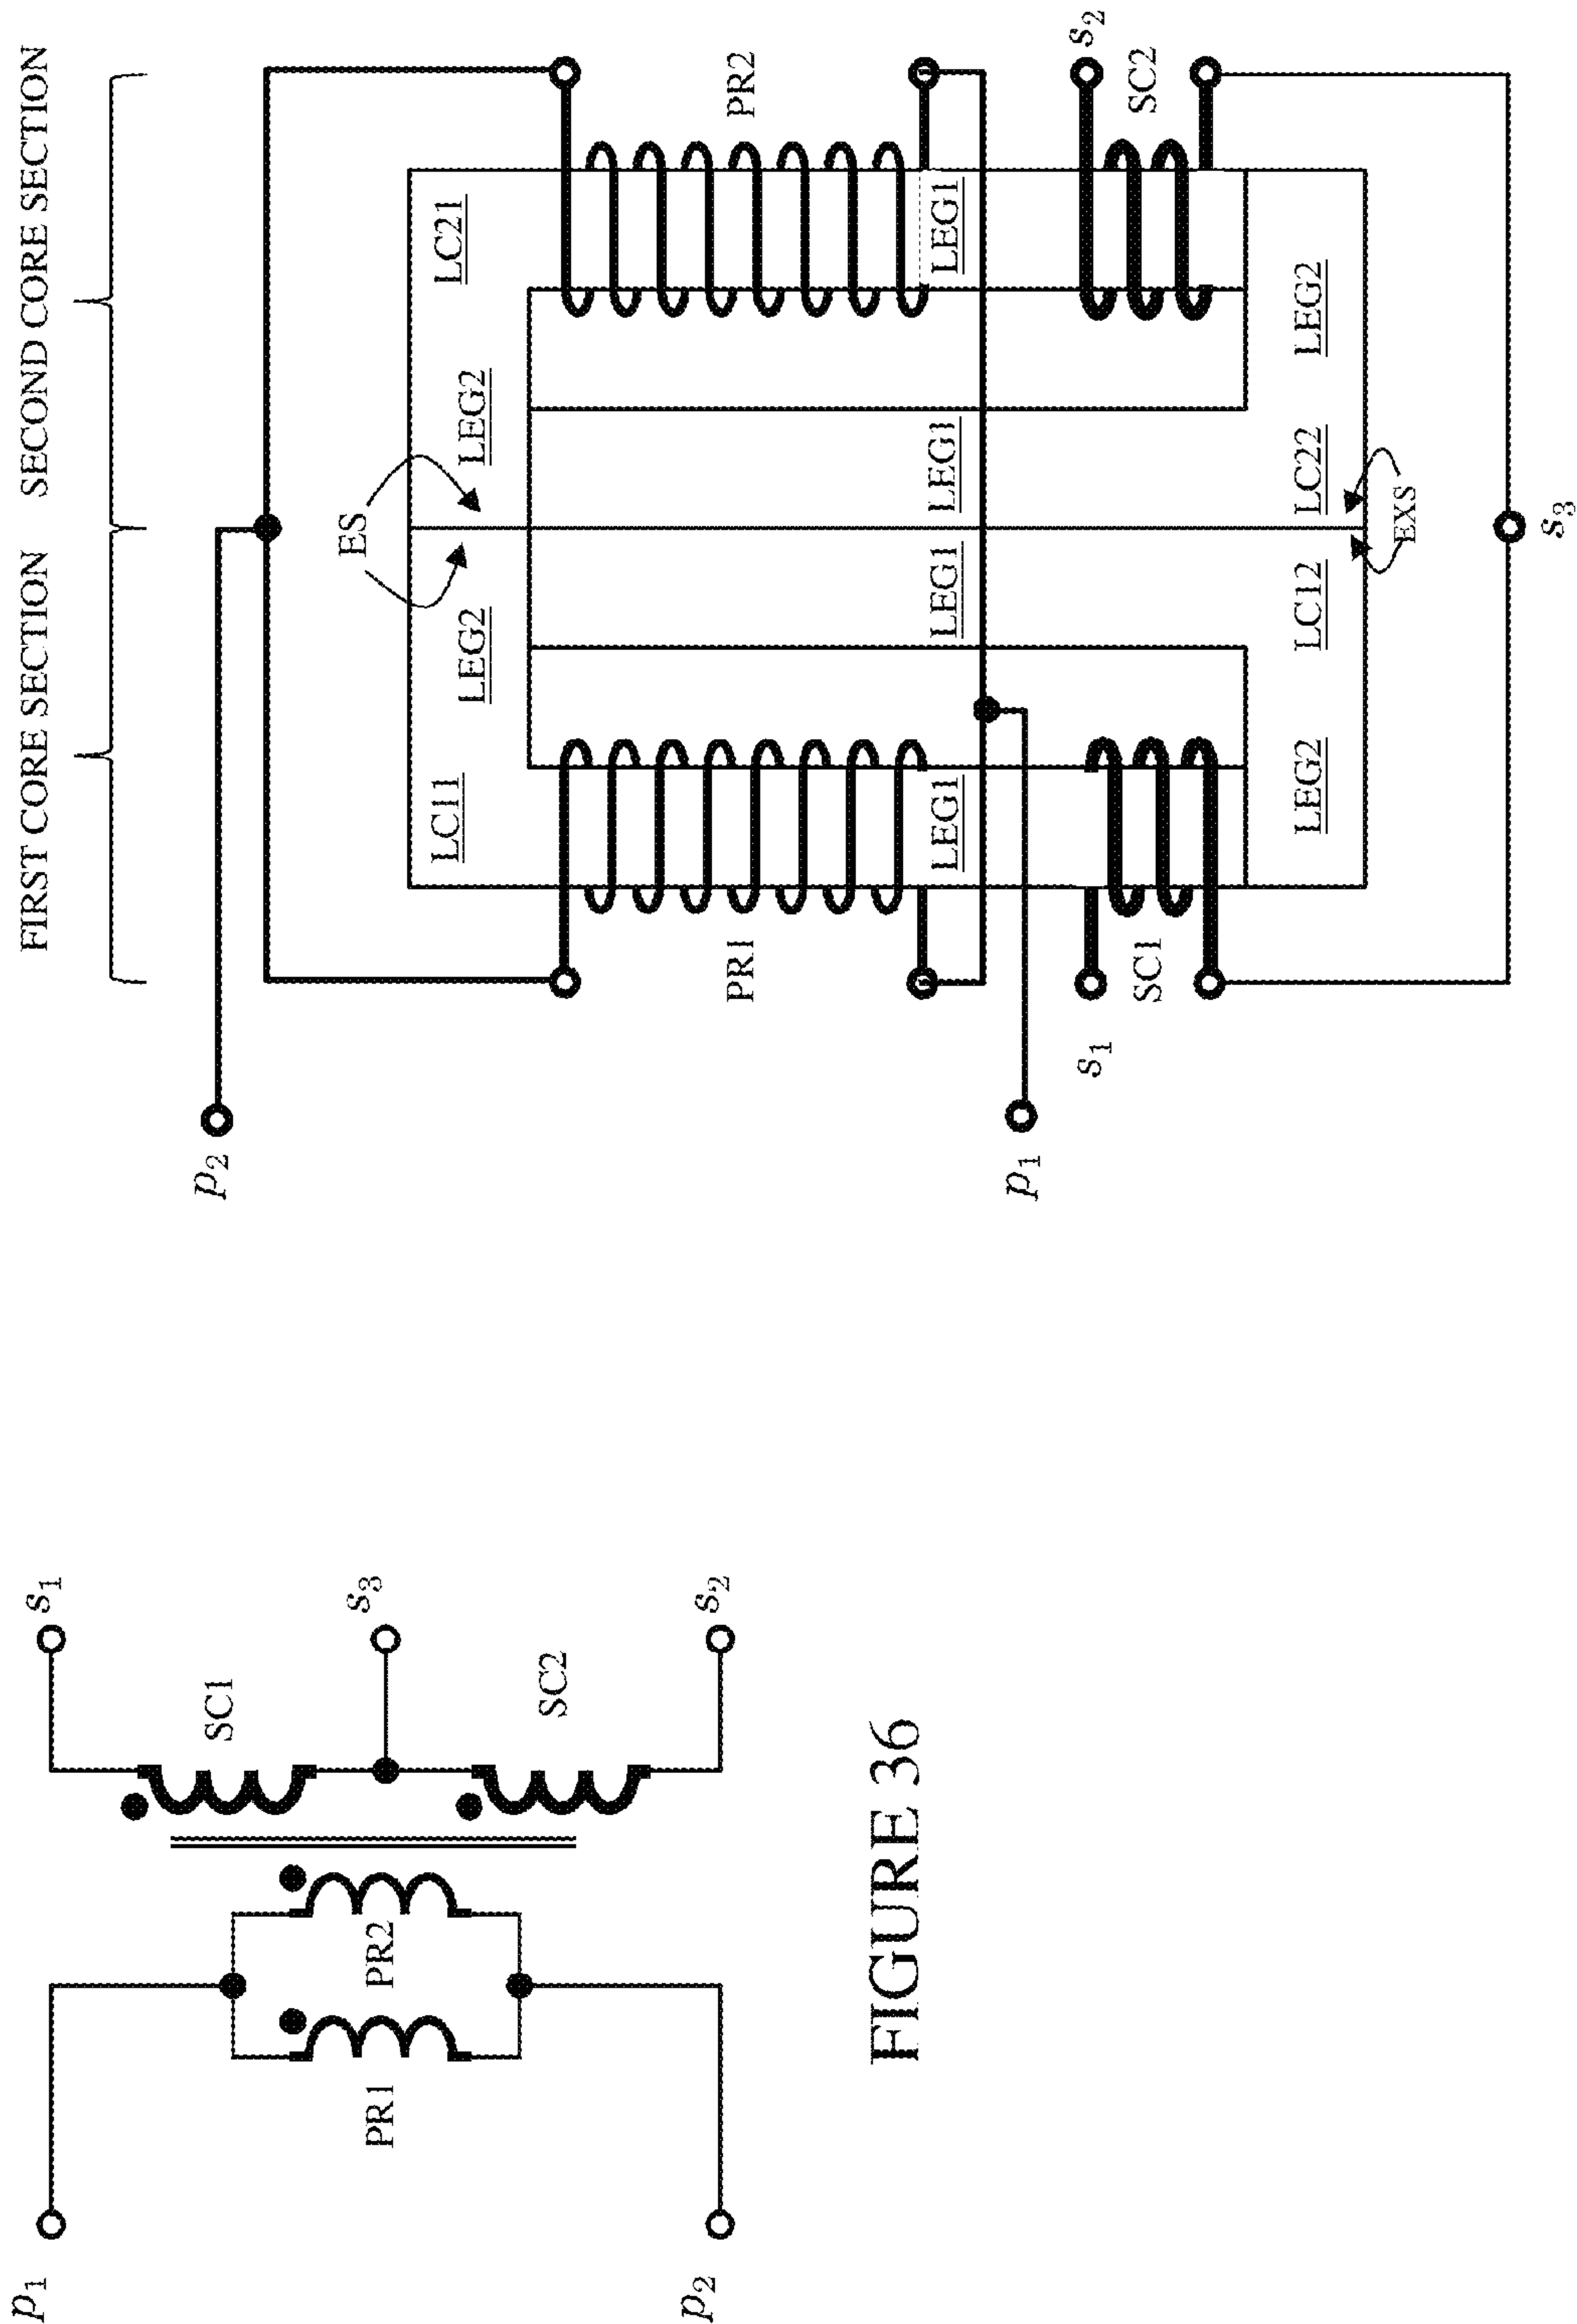 FIRST CORE SECTION SECOND CORE SECTION
p2
ES
LC11 LEG2 LEG2 LC21
PR1 PR2
LEG1 LEG1 LEG1 LEG1
p1
s1 s2
SC1 SC2
LEG2 LC12 LC22 LEG2
EXS
s3
p1 s1
SC1
PR1 PR2 s3
SC2
p2 s2
FIGURE 36